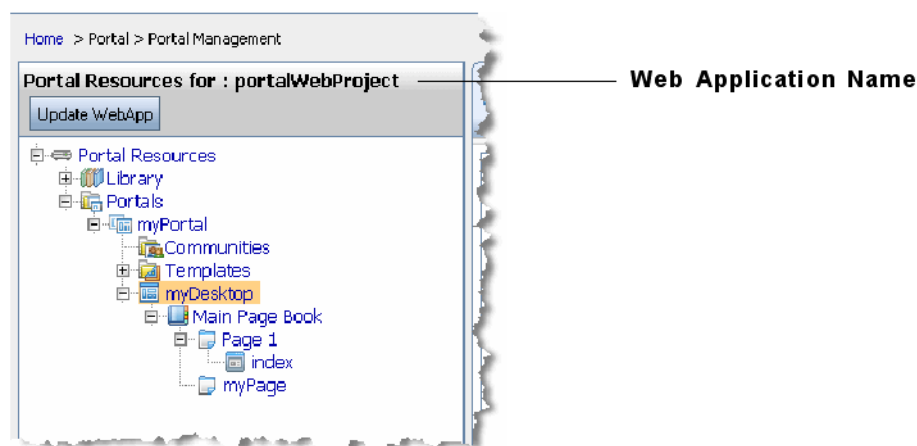 Home > Portal > Portal Management
Portal Resources for : portalWebProject
Web Application Name
Update WebApp
Portal Resources
Library
Portals
myPortal
Communities
Templates
myDesktop
Main Page Book
Page 1
index
myPage